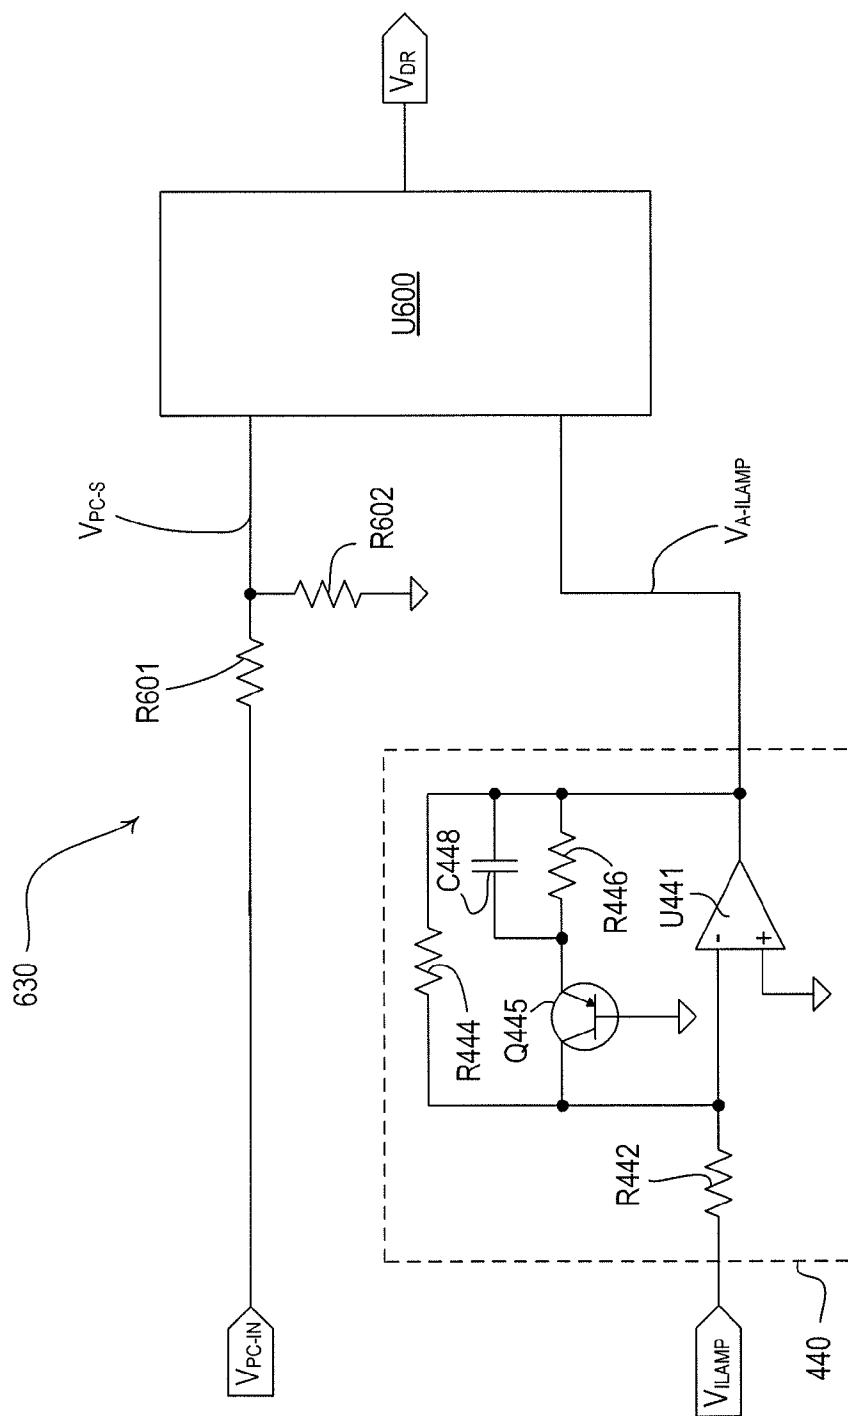 630
V_PC-IN
R601
R602
V_PC-S
U600
V_DR
V_ILAMP
440
R442
R444
Q445
C448
R446
U441
-
+
V_A-ILAMP